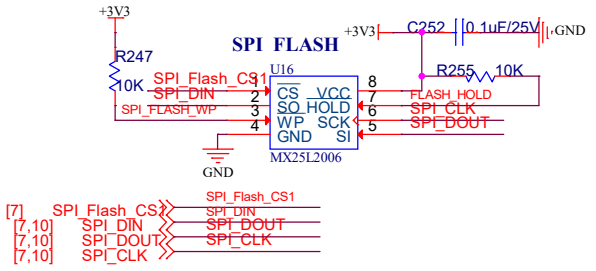 +3V3
+3V3
C252
0.1uF/25V
GND
R247
10K
SPI FLASH
R255
10K
U16
SPI_Flash_CS1
1
CS
VCC
8
SPI_DIN
2
SO
HOLD
7
FLASH_HOLD
SPI_FLASH_WP
3
WP
SCK
6
SPI_CLK
4
GND
SI
5
SPI_DOUT
MX25L2006
GND
[7]
SPI_Flash_CS1
SPI_Flash_CS1
[7,10]
SPI_DIN
SPI_DIN
[7,10]
SPI_DOUT
SPI_DOUT
[7,10]
SPI_CLK
SPI_CLK